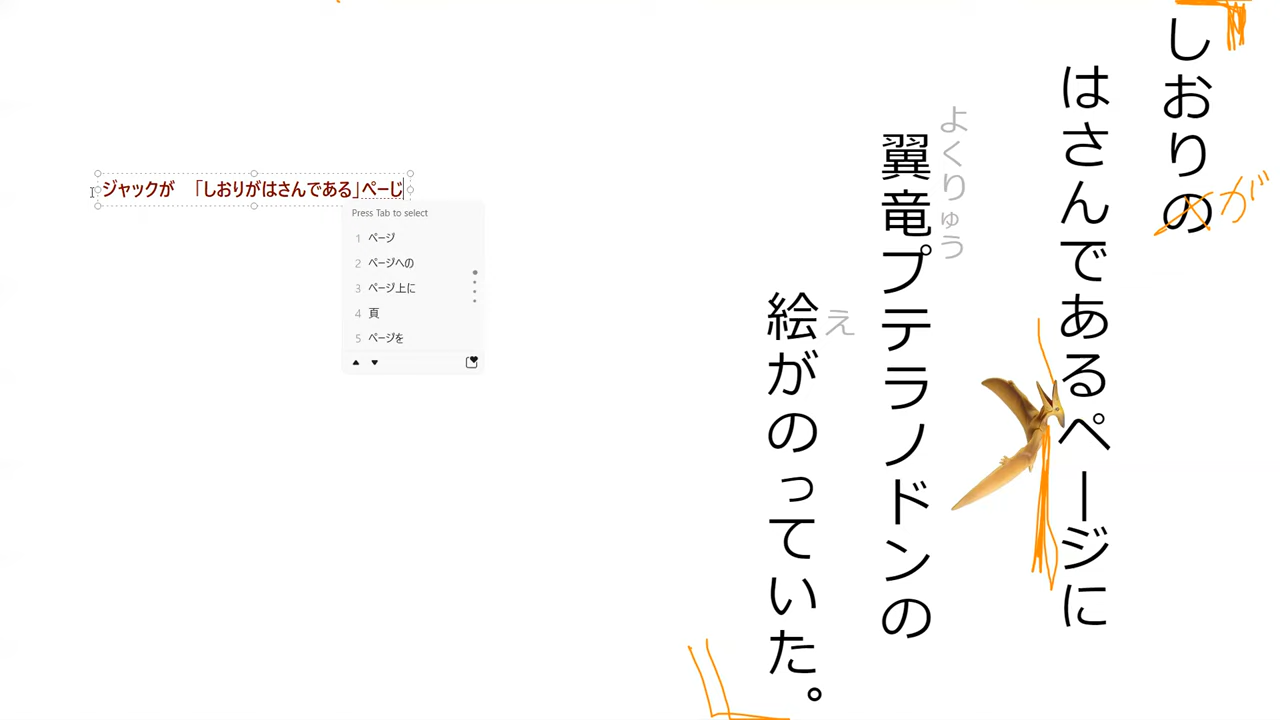 しおりの
が
はさんであるページに
よくりゅう
翼竜プテラノドンの
え
絵がのっていた。
ジャックが　「しおりがはさんである」ぺーじ
Press Tab to select
1 ページ
2 ページへの
3 ページ上に
4 頁
5 ページを